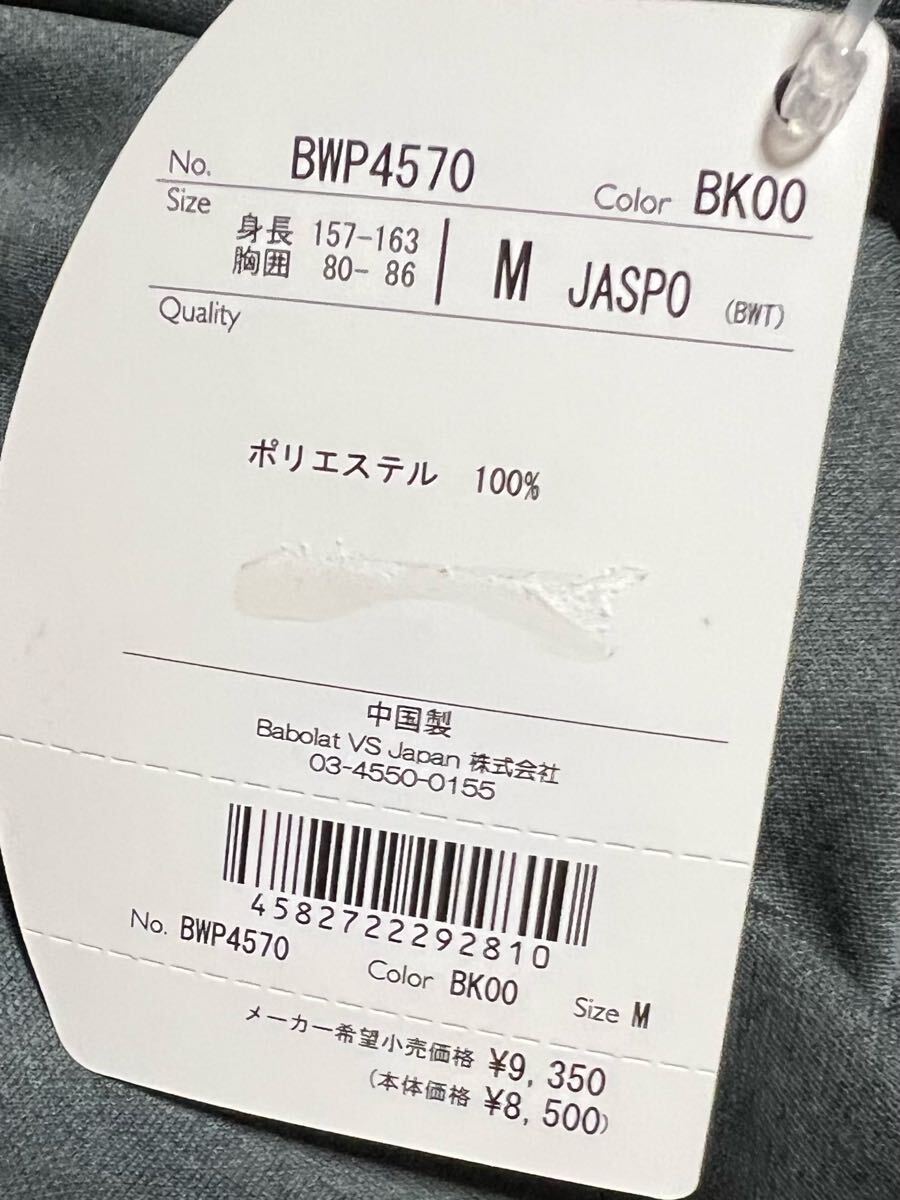 No. BWP4570 Color BK00
Size 身長 157-163 M JASPO (BWT)
胸囲 80- 86
Quality
ポリエステル 100%
中国製
Babolat VS Japan 株式会社
03-4550-0155
4582722292810
No. BWP4570 Color BK00 Size M
メーカー希望小売価格 ¥9,350
(本体価格 ¥8,500)